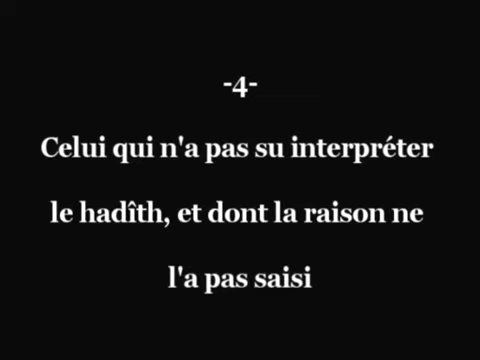 -4-
Celui qui n'a pas su interpréter
le hadîth, et dont la raison ne
l'a pas saisi